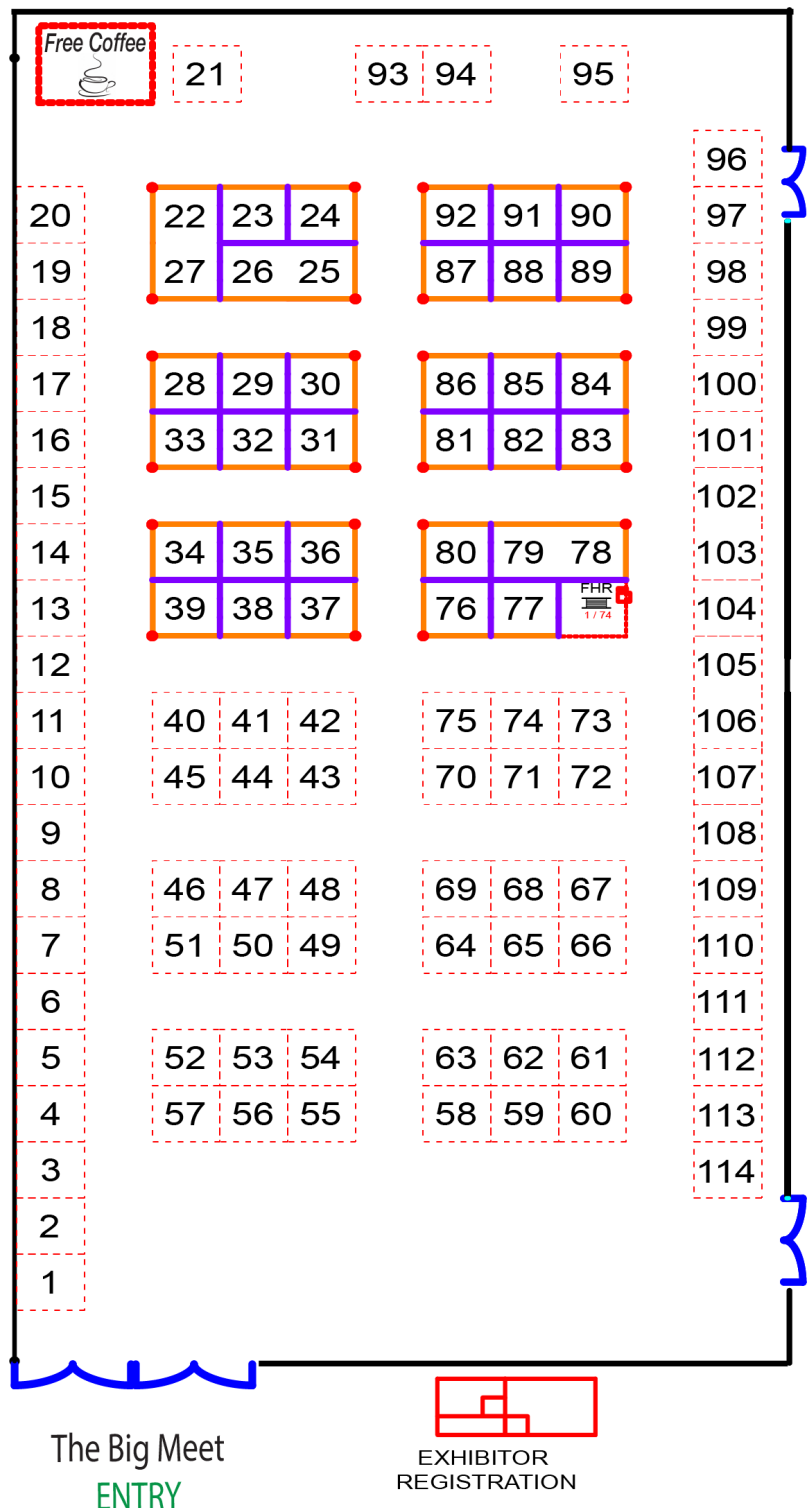 Free Coffee
21 93 94 95
96
20 22 23 24 92 91 90 97
19 27 26 25 87 88 89 98
18 99
17 28 29 30 86 85 84 100
16 33 32 31 81 82 83 101
15 102
14 34 35 36 80 79 78 103
FHR
13 39 38 37 76 77 1 / 74 104
12 105
11 40 41 42 75 74 73 106
10 45 44 43 70 71 72 107
9 108
8 46 47 48 69 68 67 109
7 51 50 49 64 65 66 110
6 111
5 52 53 54 63 62 61 112
4 57 56 55 58 59 60 113
3 114
2
1
The Big Meet
ENTRY
EXHIBITOR
REGISTRATION